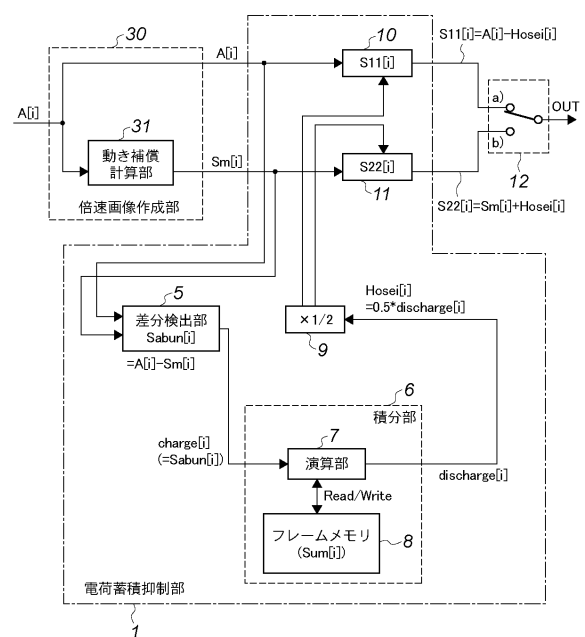 30
A[i]
31
動き補償
計算部
Sm[i]
倍速画像作成部
A[i]
10
S11[i]
S11[i]=A[i]-Hosei[i]
a)
OUT
b)
12
S22[i]
11
S22[i]=Sm[i]+Hosei[i]
5
差分検出部
Sabun[i]
=A[i]-Sm[i]
×1/2
9
Hosei[i]
=0.5*discharge[i]
6
積分部
7
演算部
charge[i]
(=Sabun[i])
discharge[i]
Read/Write
フレームメモリ
(Sum[i])
8
電荷蓄積抑制部
1